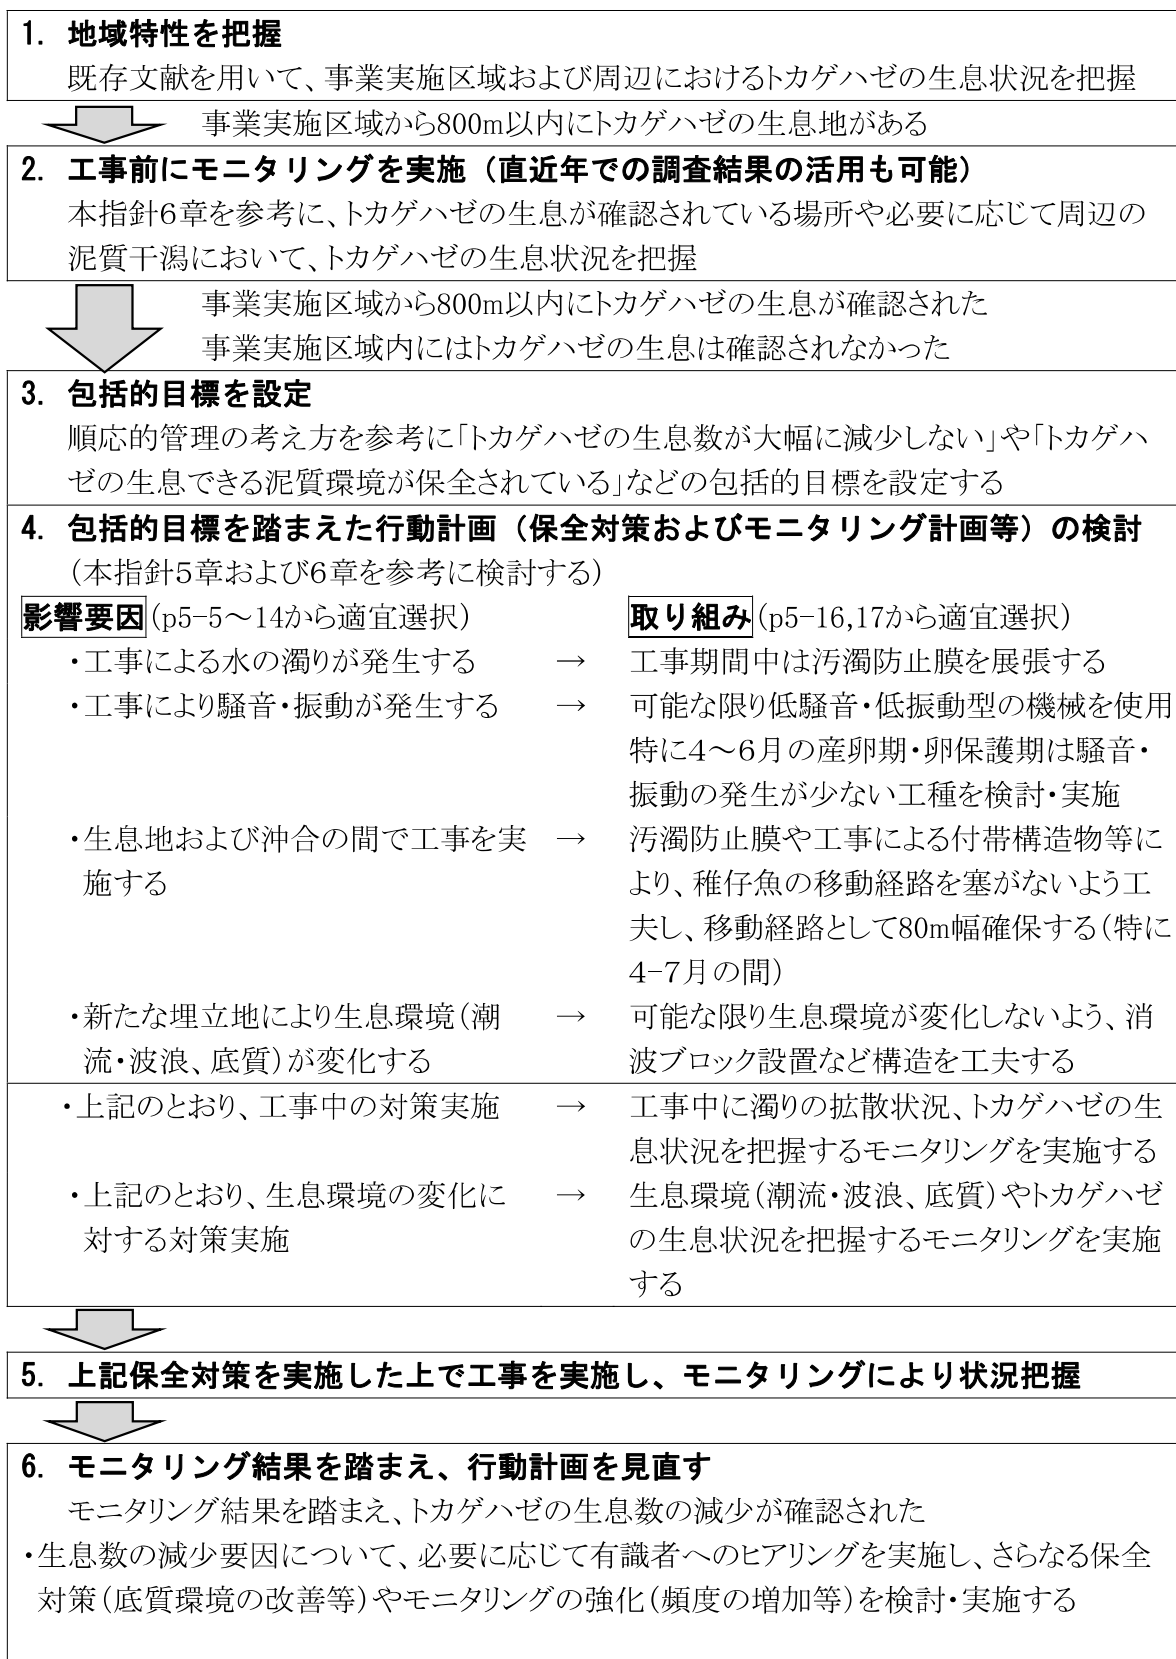 1. 地域特性を把握
既存文献を用いて、事業実施区域および周辺におけるトカゲハゼの生息状況を把握
事業実施区域から800m以内にトカゲハゼの生息地がある
2. 工事前にモニタリングを実施（直近年での調査結果の活用も可能）
本指針６章を参考に、トカゲハゼの生息が確認されている場所や必要に応じて周辺の
泥質干潟において、トカゲハゼの生息状況を把握
事業実施区域から800m以内にトカゲハゼの生息が確認された
事業実施区域内にはトカゲハゼの生息は確認されなかった
3. 包括的目標を設定
順応的管理の考え方を参考に「トカゲハゼの生息数が大幅に減少しない」や「トカゲハ
ゼの生息できる泥質環境が保全されている」などの包括的目標を設定する
4. 包括的目標を踏まえた行動計画（保全対策およびモニタリング計画等）の検討
（本指針５章および６章を参考に検討する）
影響要因(p5-5～14から適宜選択) 取り組み(p5-16,17から適宜選択)
・工事による水の濁りが発生する → 工事期間中は汚濁防止膜を展張する
・工事により騒音・振動が発生する → 可能な限り低騒音・低振動型の機械を使用
特に４～６月の産卵期・卵保護期は騒音・
振動の発生が少ない工種を検討・実施
・生息地および沖合の間で工事を実 → 汚濁防止膜や工事による付帯構造物等に
施する より、稚仔魚の移動経路を塞がないよう工
夫し、移動経路として80m幅確保する（特に
４-７月の間）
・新たな埋立地により生息環境（潮 → 可能な限り生息環境が変化しないよう、消
流・波浪、底質）が変化する 波ブロック設置など構造を工夫する
・上記のとおり、工事中の対策実施 → 工事中に濁りの拡散状況、トカゲハゼの生
息状況を把握するモニタリングを実施する
・上記のとおり、生息環境の変化に → 生息環境（潮流・波浪、底質）やトカゲハゼ
対する対策実施 の生息状況を把握するモニタリングを実施
する
5. 上記保全対策を実施した上で工事を実施し、モニタリングにより状況把握
6. モニタリング結果を踏まえ、行動計画を見直す
モニタリング結果を踏まえ、トカゲハゼの生息数の減少が確認された
・生息数の減少要因について、必要に応じて有識者へのヒアリングを実施し、さらなる保全
対策（底質環境の改善等）やモニタリングの強化（頻度の増加等）を検討・実施する